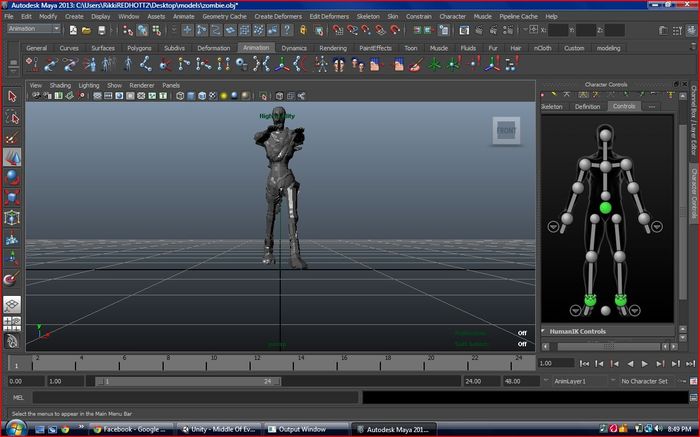 Autodesk Maya 2013: C:\Users\RikkiREDHOTT2\Desktop\models\zombie.obj*
File Edit Modify Create Display Window Assets Animate Geometry Cache Create Deformers Edit Deformers Skeleton Skin Constrain Character Muscle Pipeline Cache Help
Animation X: Y: Z:
General Curves Surfaces Polygons Deformation Animation Dynamics Rendering PaintEffects Toon Muscle Fluids Fur Hair nCloth Custom modeling
View Shading Lighting Show Renderer Panels
Character Controls
Skeleton Definition Controls
Channel Box / Layer Editor
Character Controls
High Quality
FRONT
Off
persp
Off
HumanIK Controls
2 4 6 8 10 12 14 16 18 20 22 24
1
1.00
0.00 1.00 1 24 24.00 48.00 AnimLayer1 No Character Set
MEL
Select the menus to appear in the Main Menu Bar
Facebook - Google ... Unity - Middle Of Ev... Output Window Autodesk Maya 201... 8:49 PM